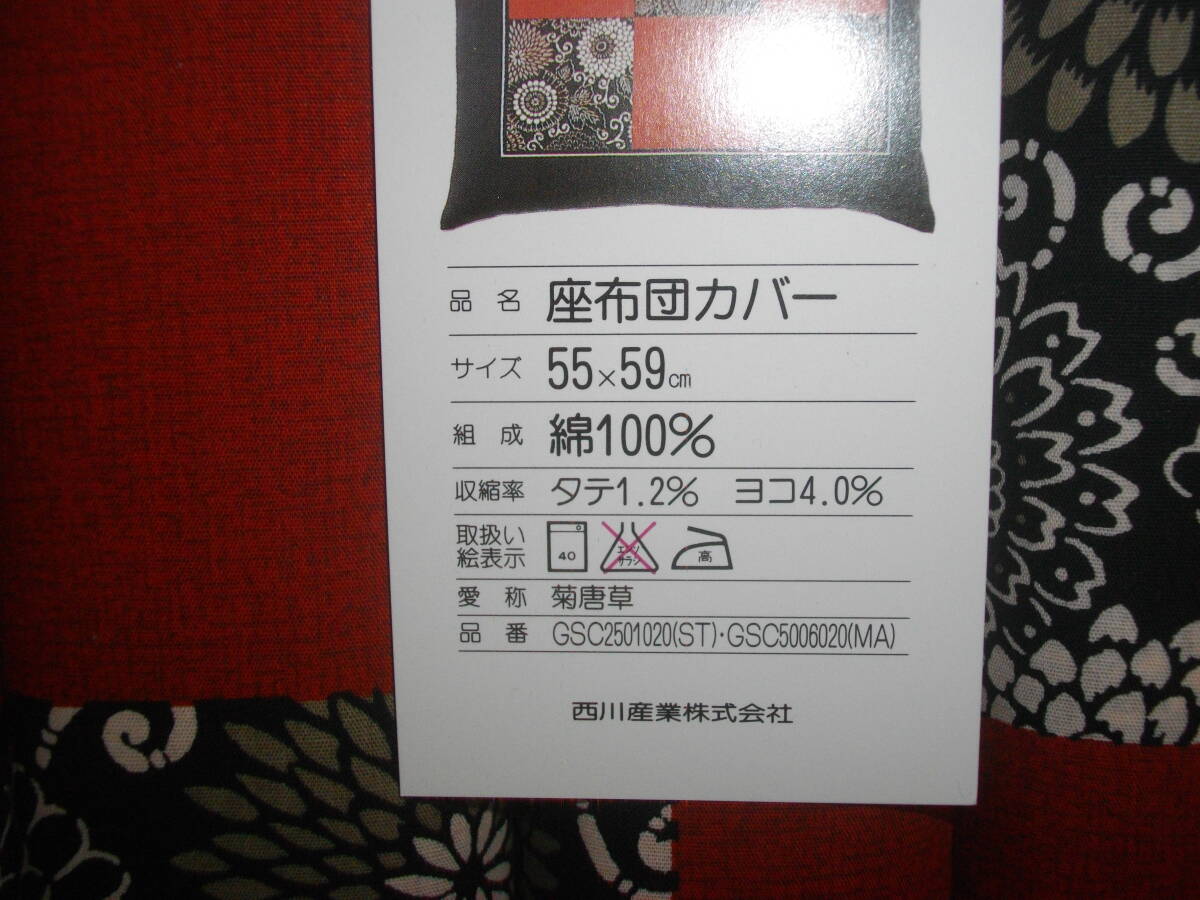 品名 座布団カバー
サイズ 55×59cm
組成 綿100%
収縮率 タテ1.2% ヨコ4.0%
取扱い
絵表示 40 エンソ サラシ 高
愛称 菊唐草
品番 GSC2501020(ST)・GSC5006020(MA)
西川産業株式会社